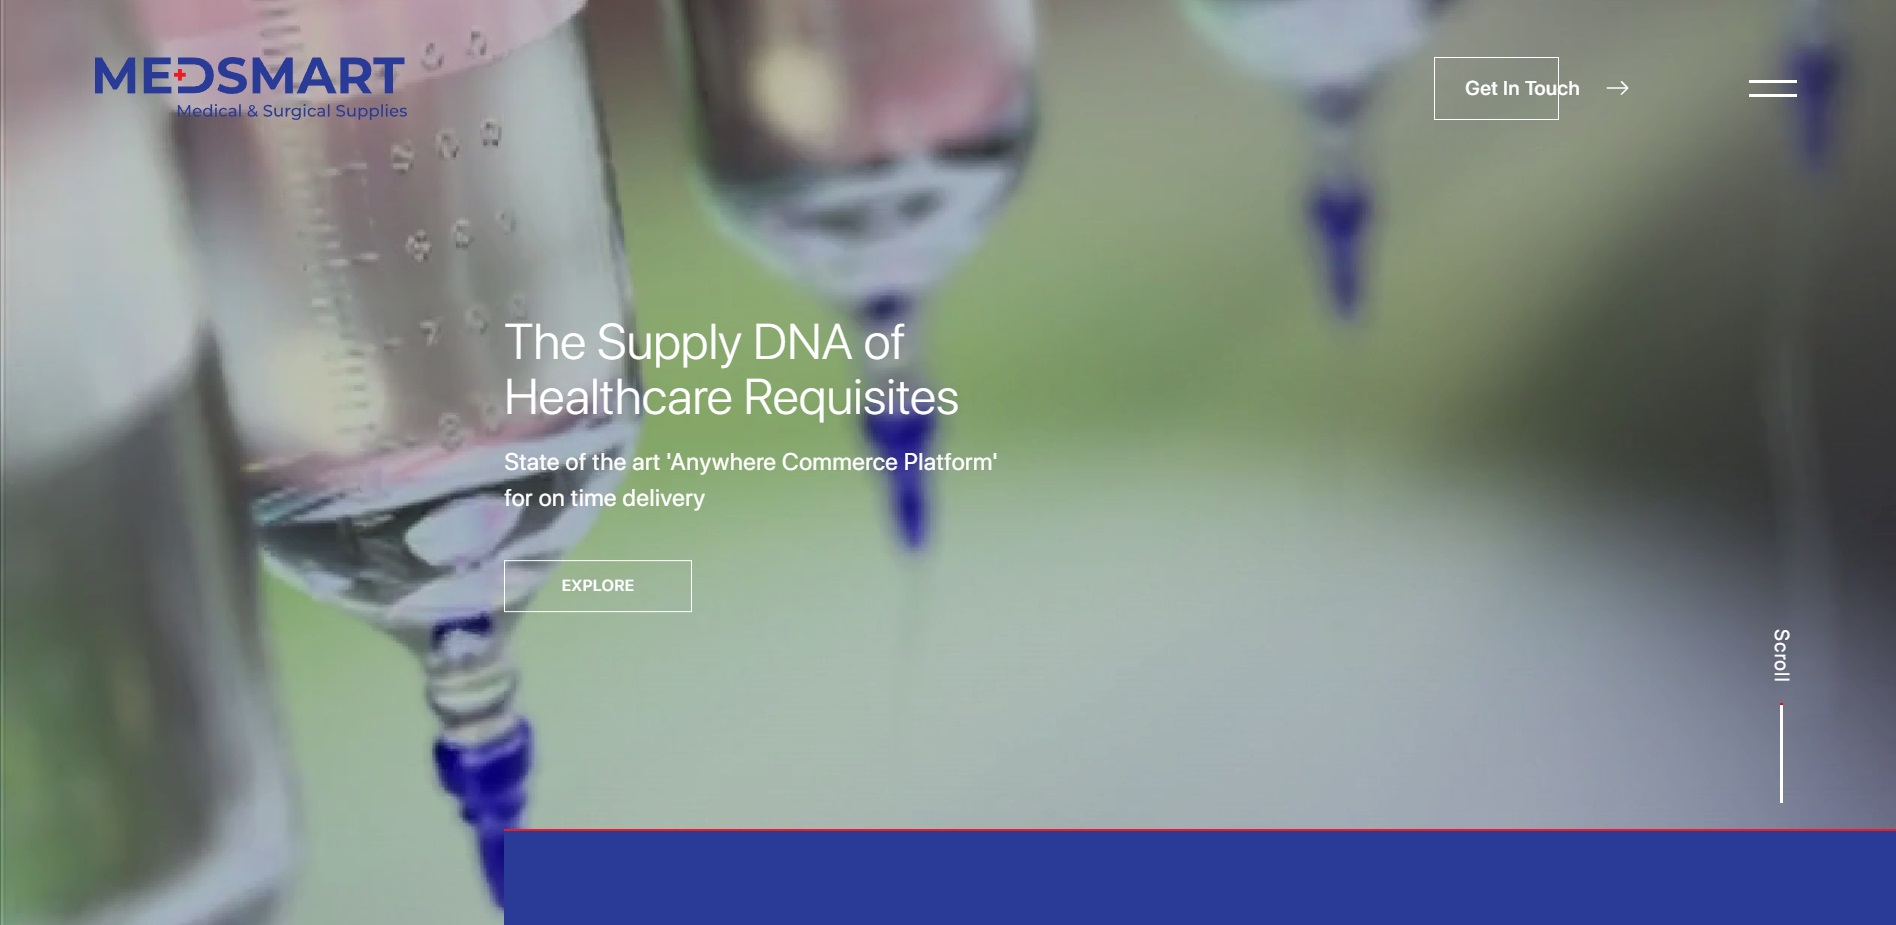 MEDSMART
Medical & Surgical Supplies
Get In Touch
The Supply DNA of
Healthcare Requisites
State of the art 'Anywhere Commerce Platform'
for on time delivery
EXPLORE
Scroll